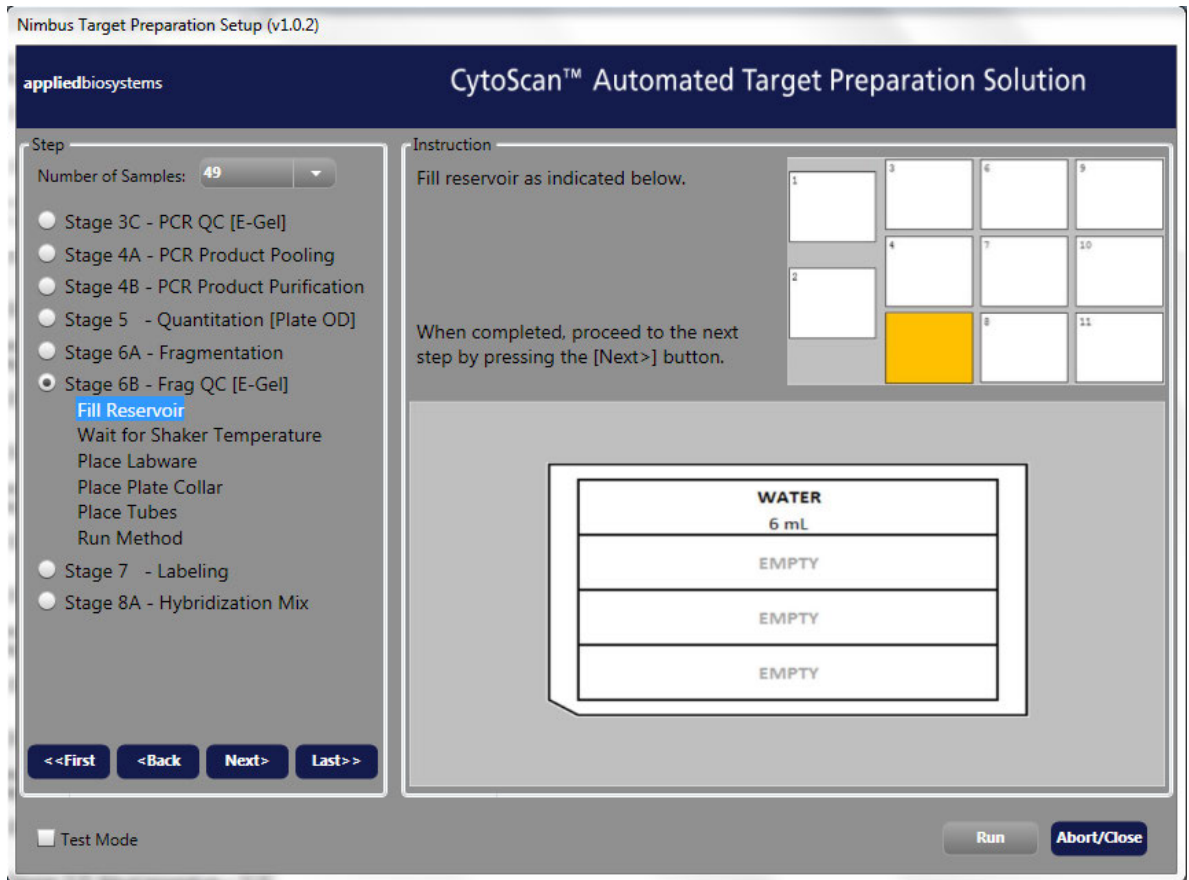 Nimbus Target Preparation Setup (v1.0.2)
appliedbiosystems
CytoScan™ Automated Target Preparation Solution
Step
Number of Samples: 49
Stage 3C - PCR QC [E-Gel]
Stage 4A - PCR Product Pooling
Stage 4B - PCR Product Purification
Stage 5 - Quantitation [Plate OD]
Stage 6A - Fragmentation
Stage 6B - Frag QC [E-Gel]
Fill Reservoir
Wait for Shaker Temperature
Place Labware
Place Plate Collar
Place Tubes
Run Method
Stage 7 - Labeling
Stage 8A - Hybridization Mix
<<First <Back Next> Last>>
Test Mode
Instruction
Fill reservoir as indicated below.
When completed, proceed to the next
step by pressing the [Next>] button.
1 3 6 9
4 7 10
2
8 11
WATER
6 mL
EMPTY
EMPTY
EMPTY
Run Abort/Close